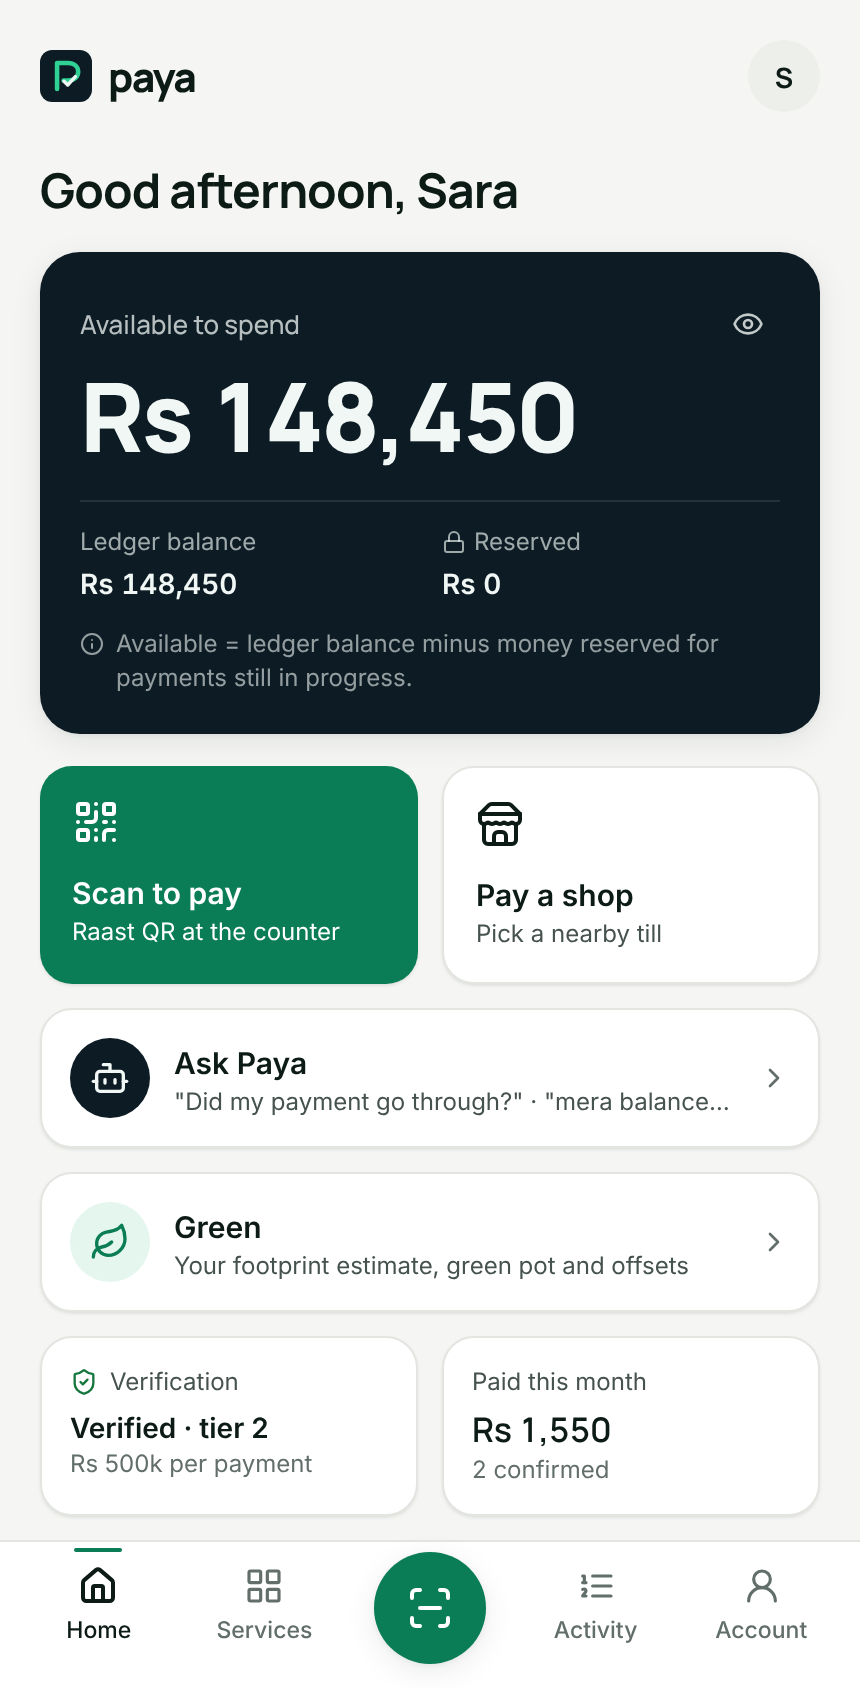 paya
S
Good afternoon, Sara
Available to spend
Rs 148,450
Ledger balance
Rs 148,450
Reserved
Rs 0
Available = ledger balance minus money reserved for
payments still in progress.
Scan to pay
Raast QR at the counter
Pay a shop
Pick a nearby till
Ask Paya
"Did my payment go through?" · "mera balance...
Green
Your footprint estimate, green pot and offsets
Verification
Verified · tier 2
Rs 500k per payment
Paid this month
Rs 1,550
2 confirmed
Home
Services
Activity
Account